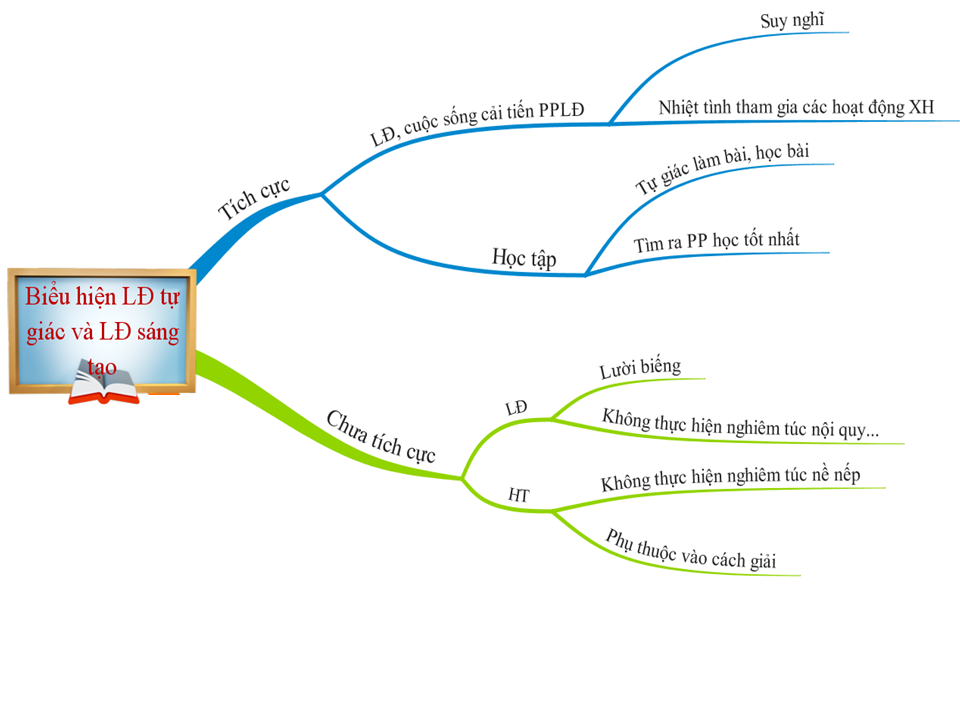 Biểu hiện LĐ tự
giác và LĐ sáng
tạo
Tích cực
LĐ, cuộc sống cải tiến PPLĐ
Suy nghĩ
Nhiệt tình tham gia các hoạt động XH
Học tập
Tự giác làm bài, học bài
Tìm ra PP học tốt nhất
Chưa tích cực
LĐ
Lười biếng
Không thực hiện nghiêm túc nội quy...
HT
Không thực hiện nghiêm túc nề nếp
Phụ thuộc vào cách giải